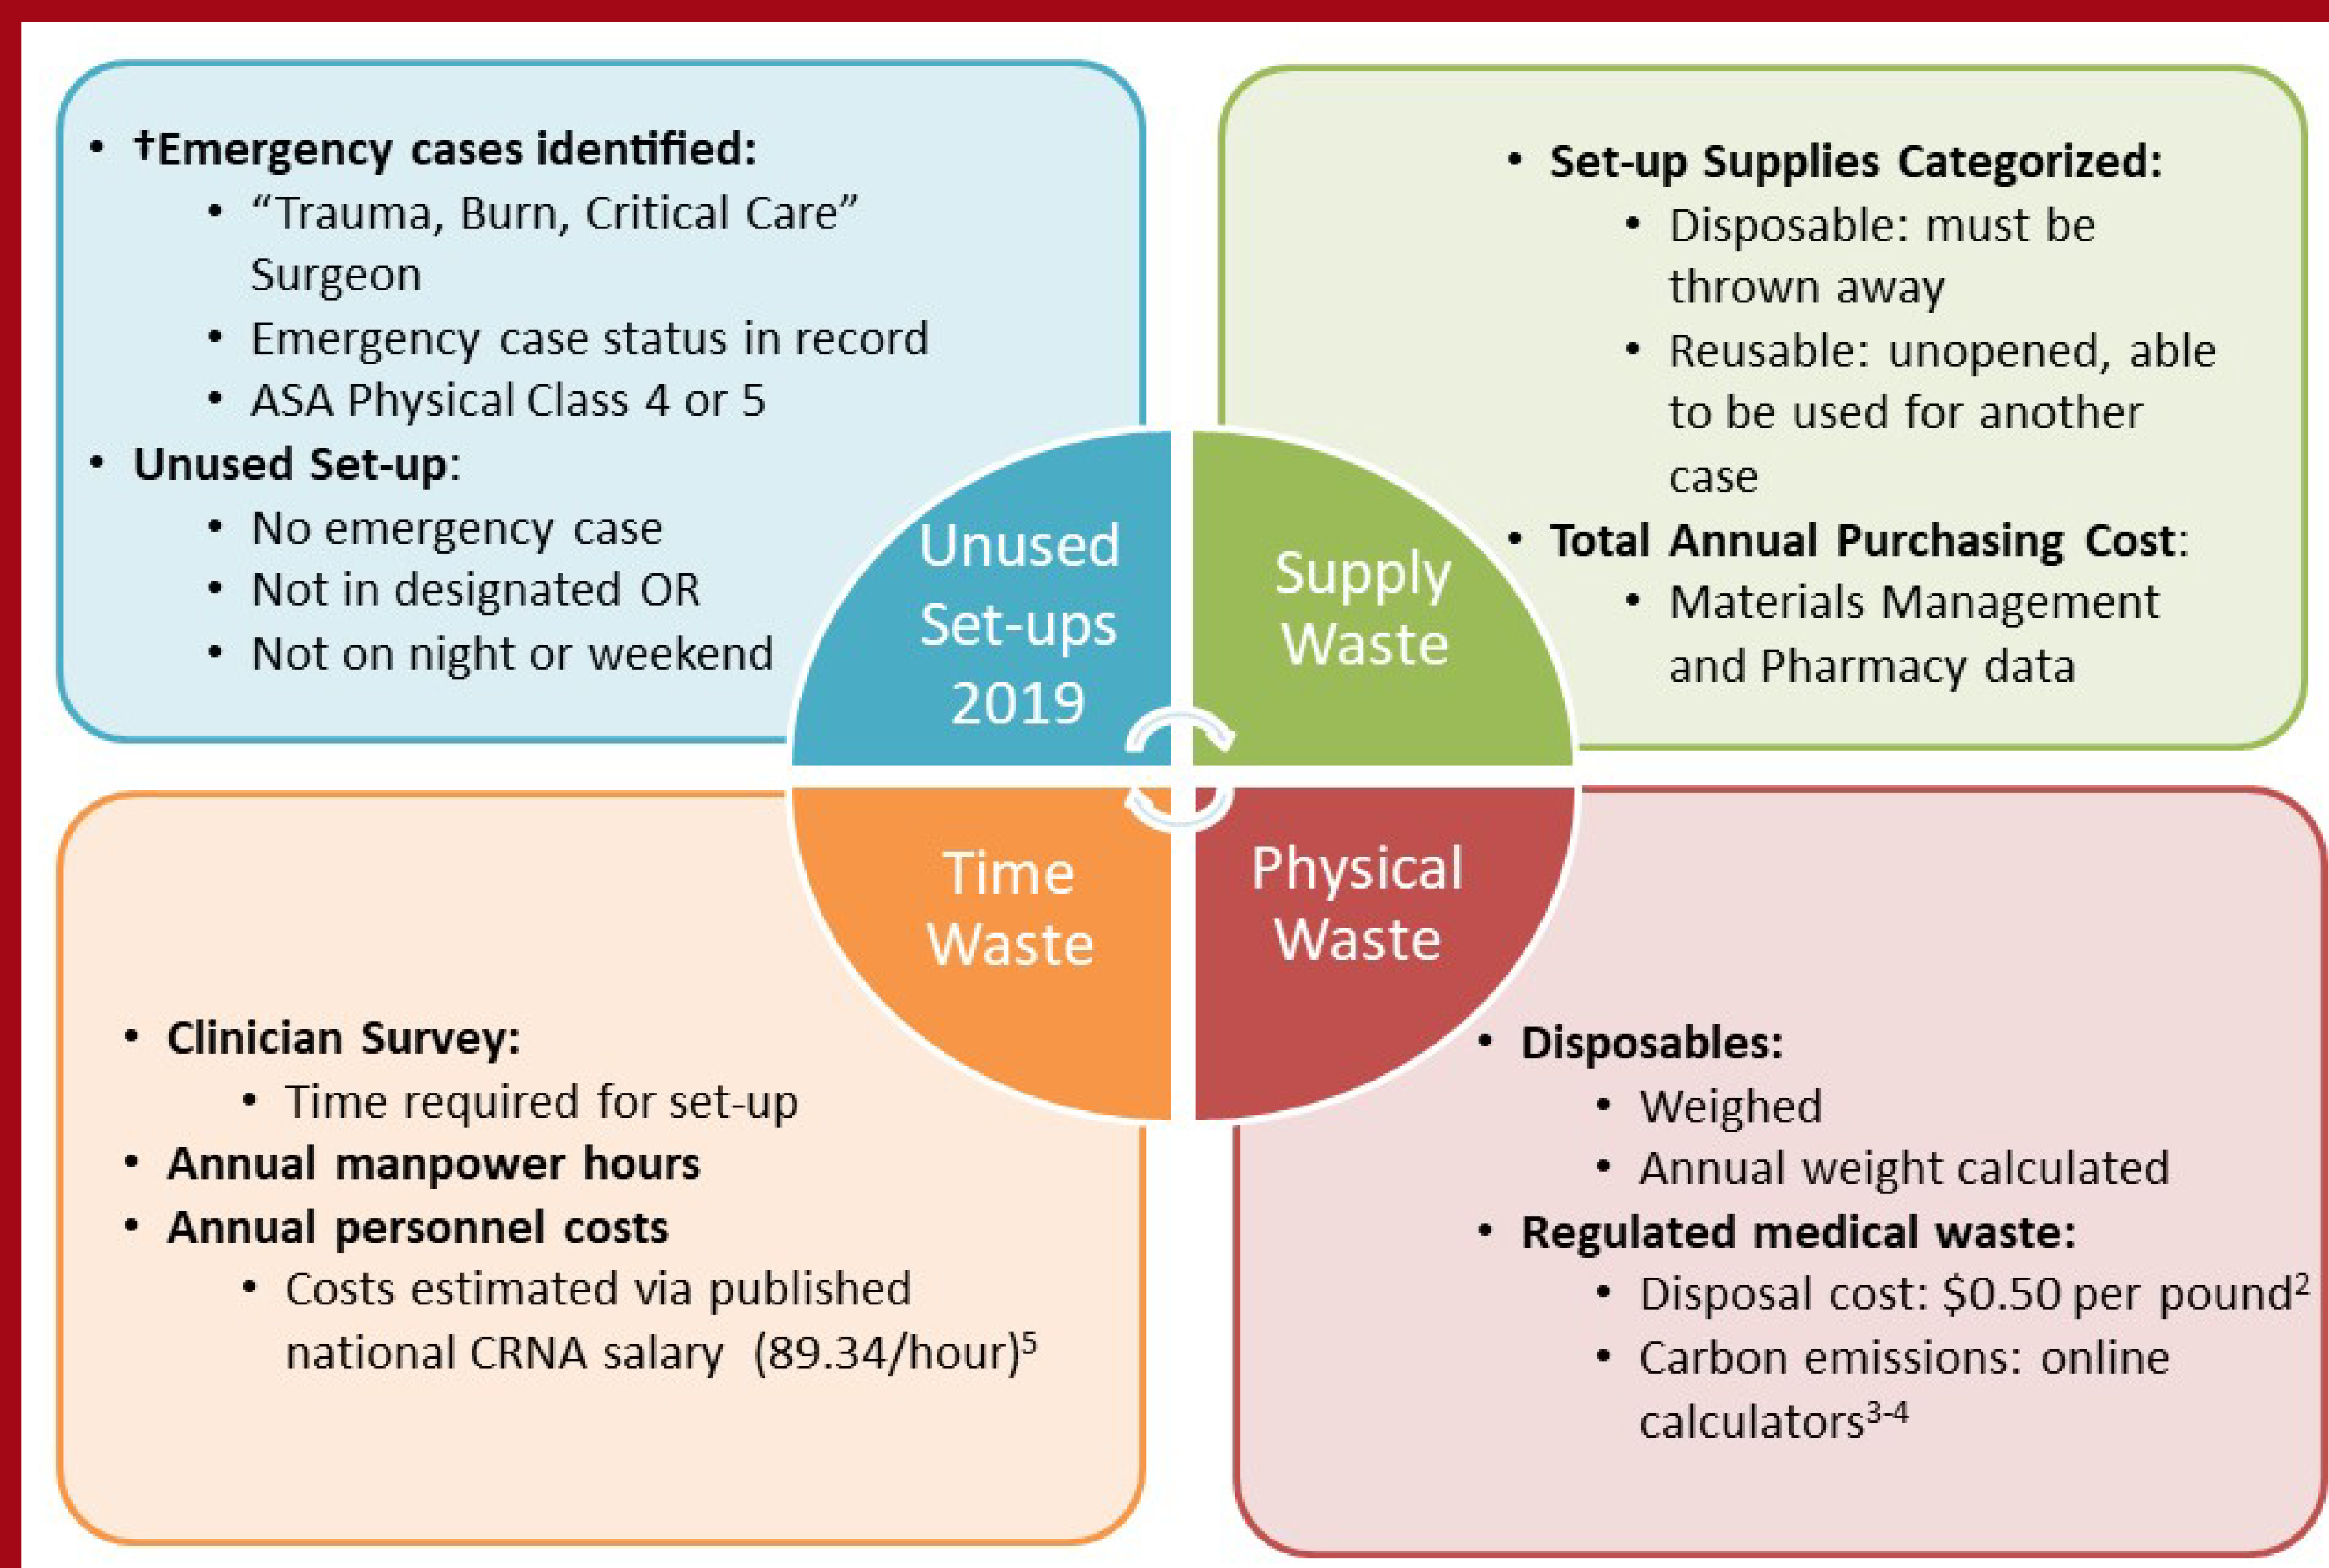 • †Emergency cases identified:
• “Trauma, Burn, Critical Care”
Surgeon
• Emergency case status in record
• ASA Physical Class 4 or 5
• Unused Set-up:
• No emergency case
• Not in designated OR
• Not on night or weekend
Unused
Set-ups
2019
• Set-up Supplies Categorized:
• Disposable: must be
thrown away
• Reusable: unopened, able
to be used for another
case
• Total Annual Purchasing Cost:
• Materials Management
and Pharmacy data
Supply
Waste
Time
Waste
• Clinician Survey:
• Time required for set-up
• Annual manpower hours
• Annual personnel costs
• Costs estimated via published
national CRNA salary (89.34/hour)⁵
Physical
Waste
• Disposables:
• Weighed
• Annual weight calculated
• Regulated medical waste:
• Disposal cost: $0.50 per pound²
• Carbon emissions: online
calculators³⁻⁴